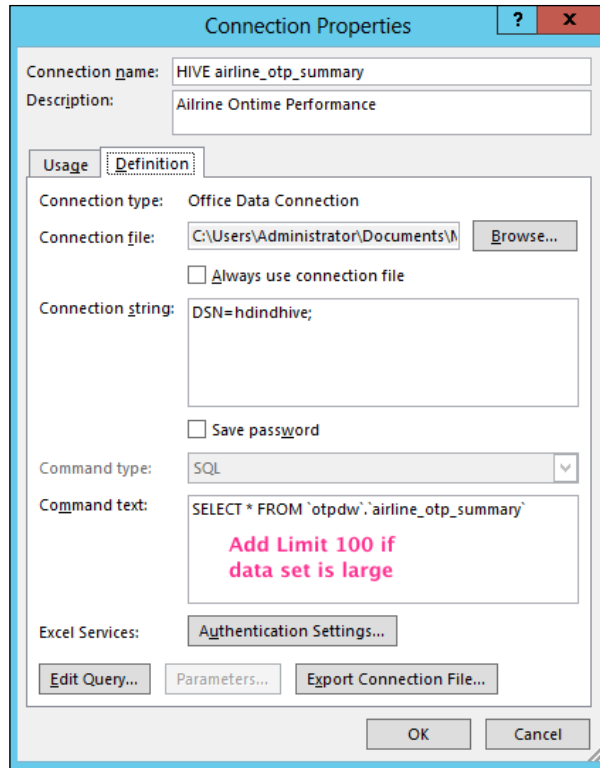 Connection Properties
?
x
Connection name: HIVE airline_otp_summary
Description: Ailrine Ontime Performance
Usage Definition
Connection type: Office Data Connection
Connection file: C:\Users\Administrator\Documents\ Browse...
Always use connection file
Connection string: DSN=hdindhive;
Save password
Command type: SQL
Command text: SELECT * FROM `otpdw`.`airline_otp_summary`
Add Limit 100 if
data set is large
Excel Services: Authentication Settings...
Edit Query... Parameters... Export Connection File...
OK Cancel